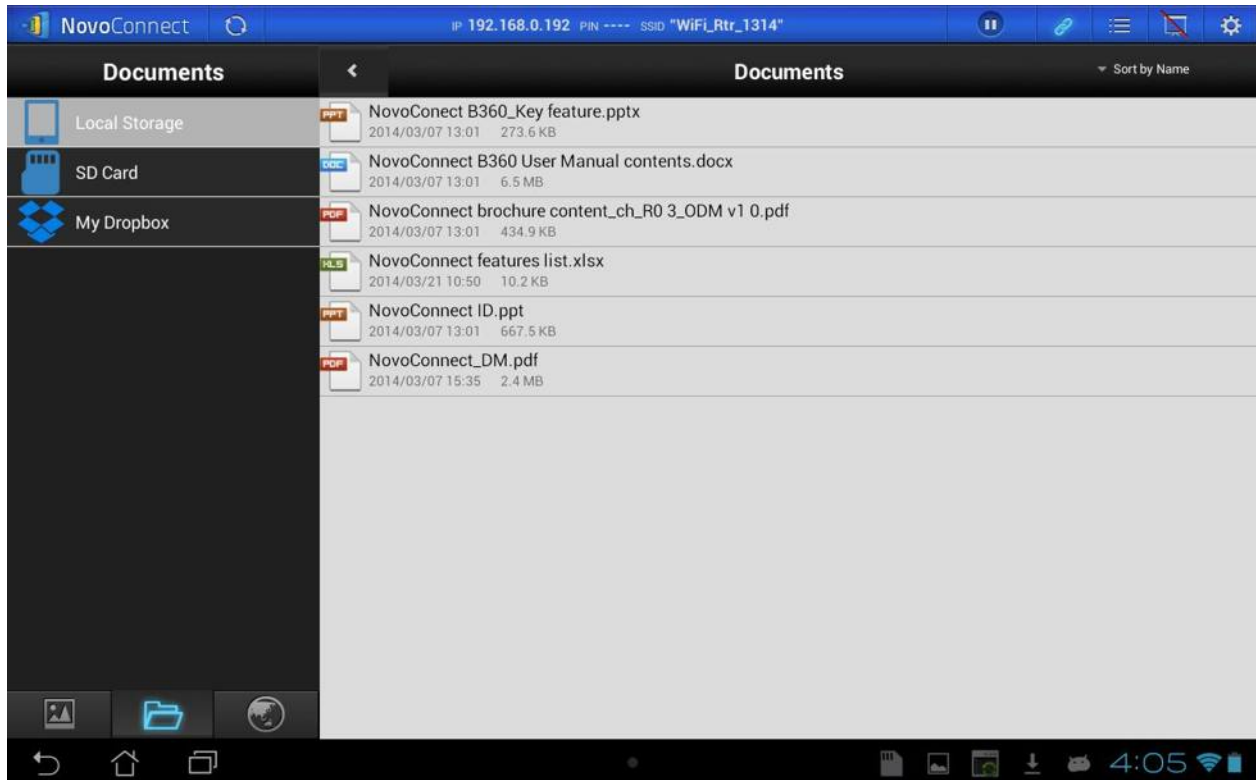 NovoConnect IP 192.168.0.192 PIN ---- SSID "WiFi_Rtr_1314"
Documents
Local Storage
SD Card
My Dropbox
Documents Sort by Name
PPT NovoConect B360_Key feature.pptx
2014/03/07 13:01 273.6 KB
DOC NovoConnect B360 User Manual contents.docx
2014/03/07 13:01 6.5 MB
PDF NovoConnect brochure content_ch_R0 3_ODM v1 0.pdf
2014/03/07 13:01 434.9 KB
XLS NovoConnect features list.xlsx
2014/03/21 10:50 10.2 KB
PPT NovoConnect ID.ppt
2014/03/07 13:01 667.5 KB
PDF NovoConnect_DM.pdf
2014/03/07 15:35 2.4 MB
4:05